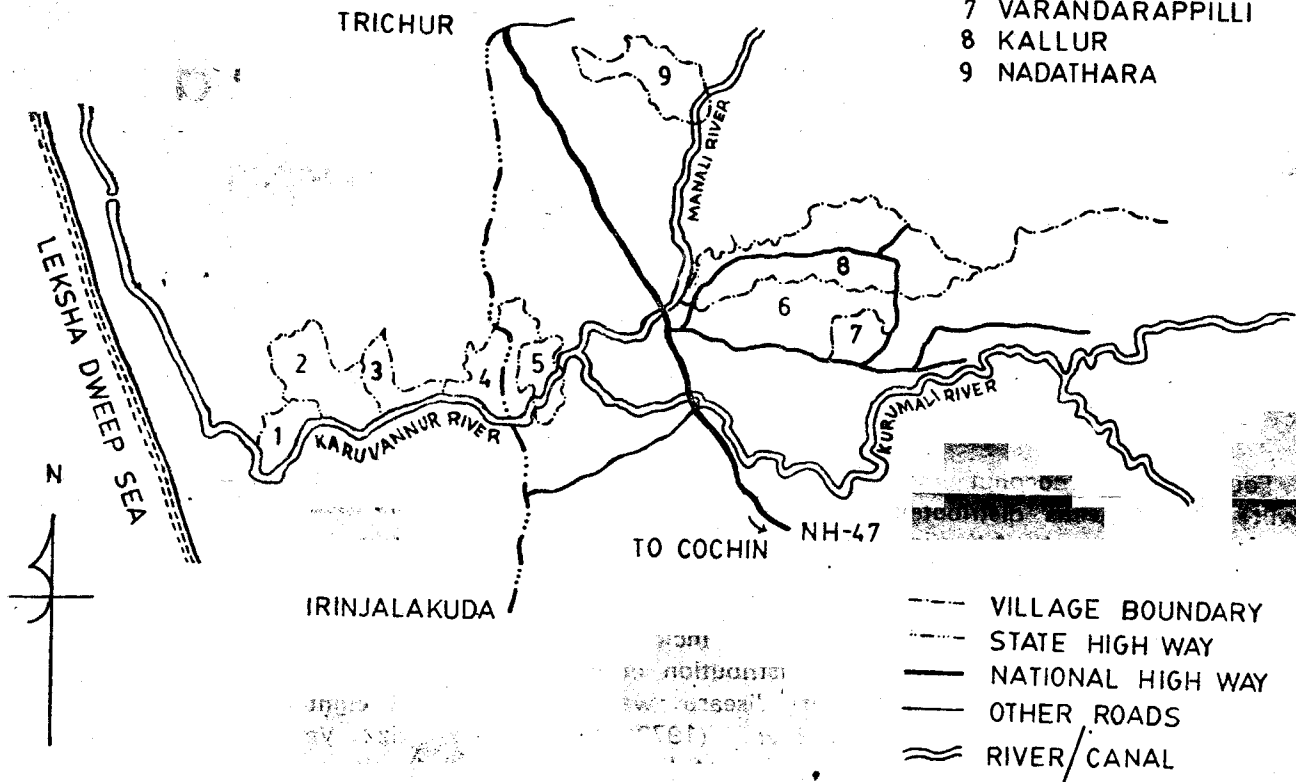 TRICHUR
7 VARANDARAPPILLI
8 KALLUR
9 NADATHARA
9
MANALI RIVER
LEKSHA DWEEP SEA
8
6
7
2
3
4
5
1
KARUVANNUR RIVER
KURUMALI RIVER
N
TO COCHIN
NH-47
IRINJALAKUDA
VILLAGE BOUNDARY
STATE HIGH WAY
NATIONAL HIGH WAY
OTHER ROADS
RIVER/CANAL